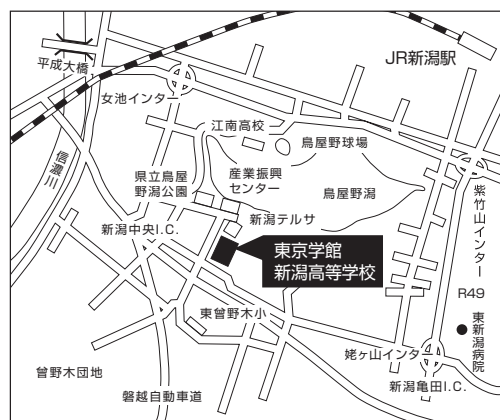 平成大橋
JR新潟駅
女池インター
江南高校
鳥屋野球場
信濃川
県立鳥屋
野潟公園
産業振興
センター
鳥屋野潟
紫竹山インター
新潟テルサ
新潟中央I.C.
東京学館
新潟高等学校
R49
東新潟病院
東曽野木小
姥ヶ山インター
曽野木団地
新潟亀田I.C.
磐越自動車道